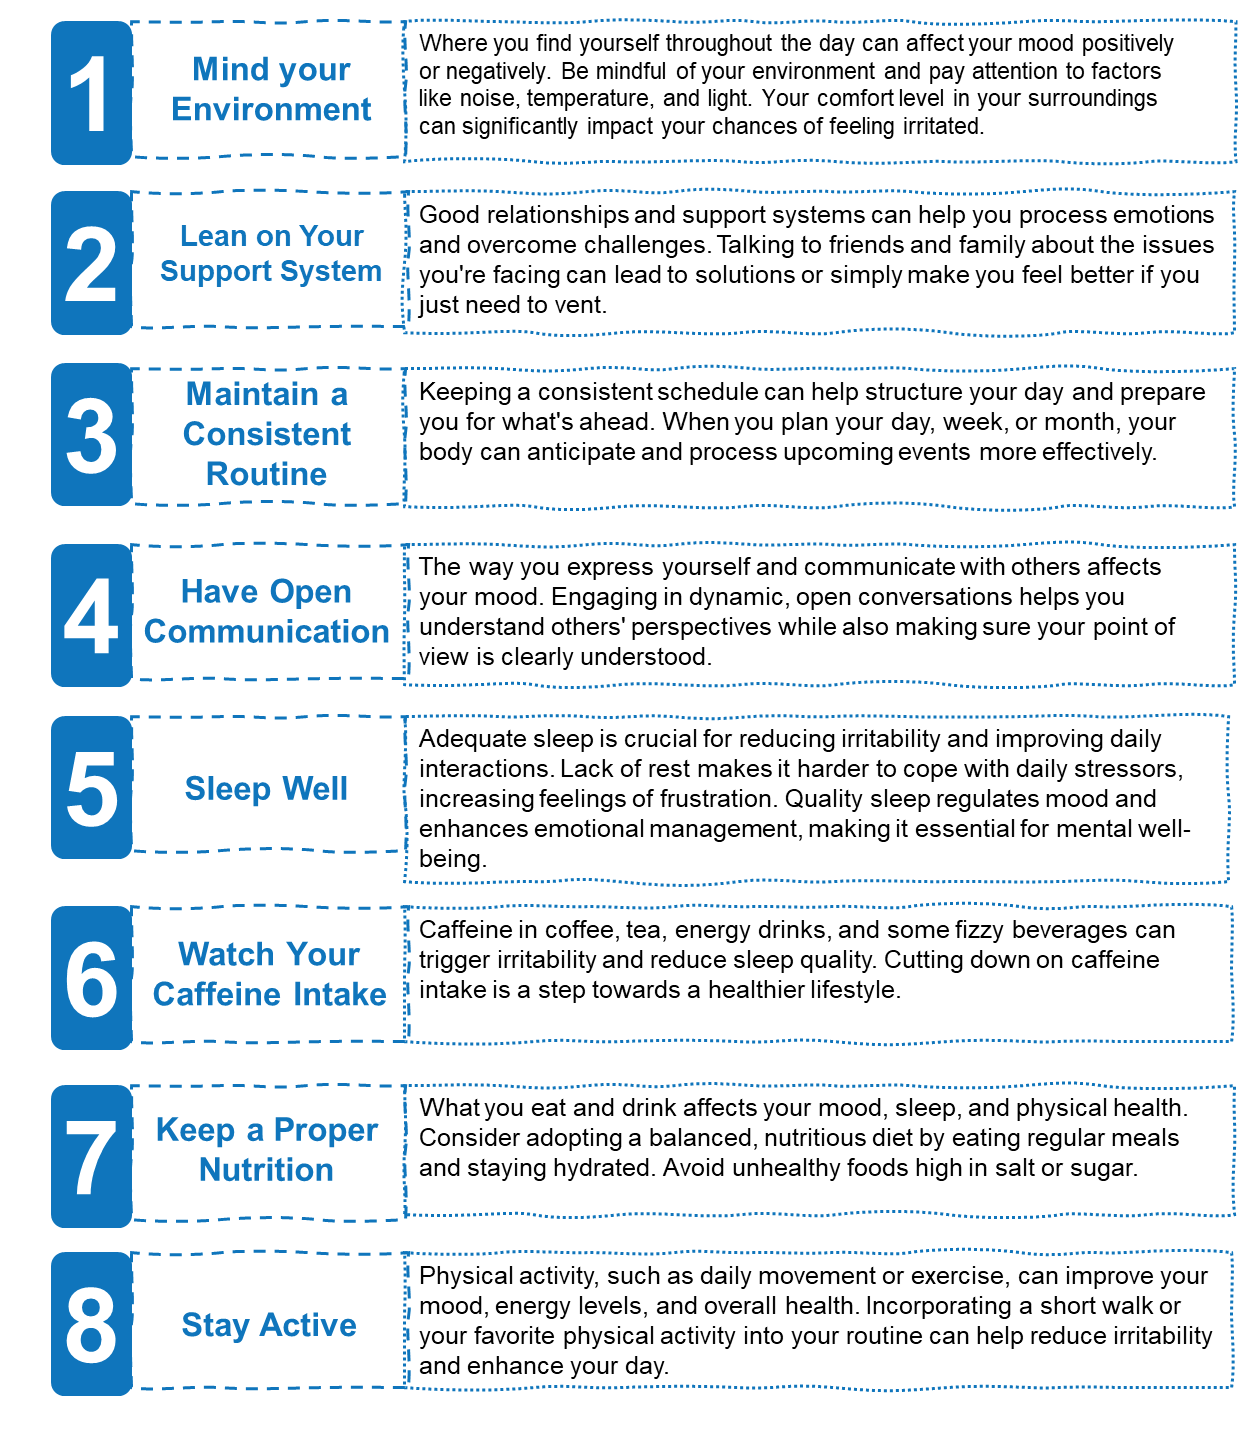 1
Mind your
Environment
Where you find yourself throughout the day can affect your mood positively
or negatively. Be mindful of your environment and pay attention to factors
like noise, temperature, and light. Your comfort level in your surroundings
can significantly impact your chances of feeling irritated.
2
Lean on Your
Support System
Good relationships and support systems can help you process emotions
and overcome challenges. Talking to friends and family about the issues
you're facing can lead to solutions or simply make you feel better if you
just need to vent.
3
Maintain a
Consistent
Routine
Keeping a consistent schedule can help structure your day and prepare
you for what's ahead. When you plan your day, week, or month, your
body can anticipate and process upcoming events more effectively.
4
Have Open
Communication
The way you express yourself and communicate with others affects
your mood. Engaging in dynamic, open conversations helps you
understand others' perspectives while also making sure your point of
view is clearly understood.
5
Sleep Well
Adequate sleep is crucial for reducing irritability and improving daily
interactions. Lack of rest makes it harder to cope with daily stressors,
increasing feelings of frustration. Quality sleep regulates mood and
enhances emotional management, making it essential for mental well-
being.
6
Watch Your
Caffeine Intake
Caffeine in coffee, tea, energy drinks, and some fizzy beverages can
trigger irritability and reduce sleep quality. Cutting down on caffeine
intake is a step towards a healthier lifestyle.
7
Keep a Proper
Nutrition
What you eat and drink affects your mood, sleep, and physical health.
Consider adopting a balanced, nutritious diet by eating regular meals
and staying hydrated. Avoid unhealthy foods high in salt or sugar.
8
Stay Active
Physical activity, such as daily movement or exercise, can improve your
mood, energy levels, and overall health. Incorporating a short walk or
your favorite physical activity into your routine can help reduce irritability
and enhance your day.